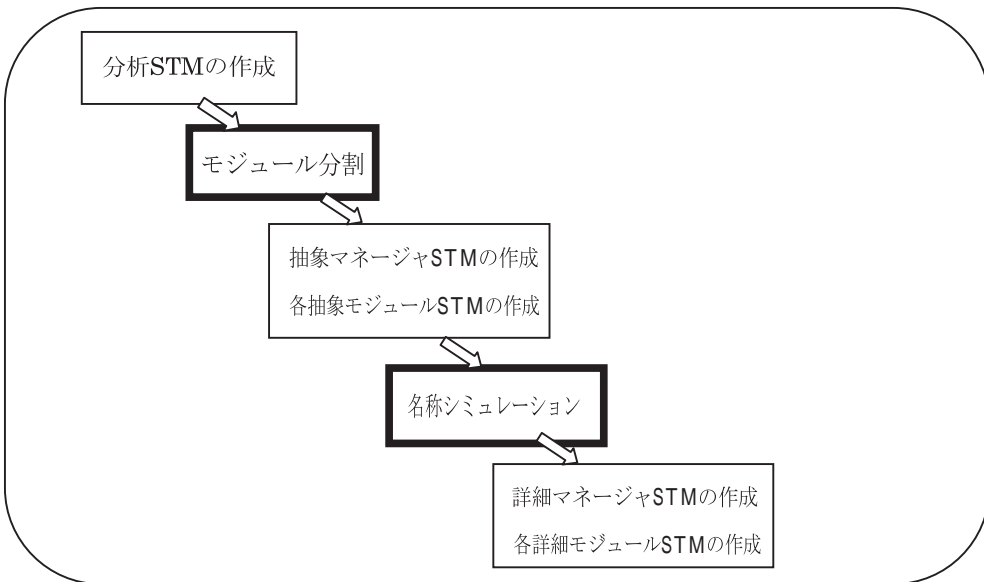 分析STMの作成
モジュール分割
抽象マネージャSTMの作成
各抽象モジュールSTMの作成
名称シミュレーション
詳細マネージャSTMの作成
各詳細モジュールSTMの作成